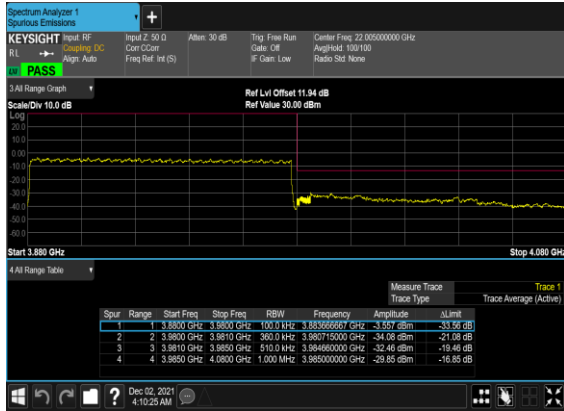 Spectrum Analyzer 1
Spurious Emissions
KEYSIGHT
RL
PASS
Input: RF
Coupling: DC
Align: Auto
Input Z: 50 Ω
Corr CCorr
Freq Ref: Int (S)
Atten: 30 dB
Trig: Free Run
Gate: Off
IF Gain: Low
Center Freq: 22.005000000 GHz
Avg|Hold: 100/100
Radio Std: None
3 All Range Graph
Ref Lvl Offset 11.94 dB
Scale/Div 10.0 dB
Ref Value 30.00 dBm
Log
20.0
10.0
0.00
-10.0
-20.0
-30.0
-40.0
-50.0
-60.0
Start 3.880 GHz
Stop 4.080 GHz
4 All Range Table
Measure Trace Trace 1
Trace Type Trace Average (Active)
Spur Range Start Freq Stop Freq RBW Frequency Amplitude ΔLimit
1 1 3.8800 GHz 3.9800 GHz 100.0 kHz 3.883666667 GHz -3.557 dBm -33.56 dB
2 2 3.9800 GHz 3.9810 GHz 360.0 kHz 3.980715000 GHz -34.08 dBm -21.08 dB
3 3 3.9810 GHz 3.9850 GHz 510.0 kHz 3.984660000 GHz -32.46 dBm -19.46 dB
4 4 3.9850 GHz 4.0800 GHz 1.000 MHz 3.985000000 GHz -29.85 dBm -16.85 dB
Dec 02, 2021
4:10:25 AM